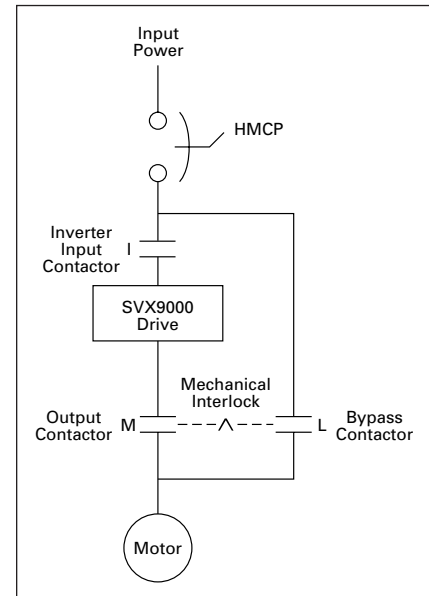 Input
Power
HMCP
Inverter
Input
Contactor
I
SVX9000
Drive
Mechanical
Interlock
Output
Contactor
M
L
Bypass
Contactor
Motor